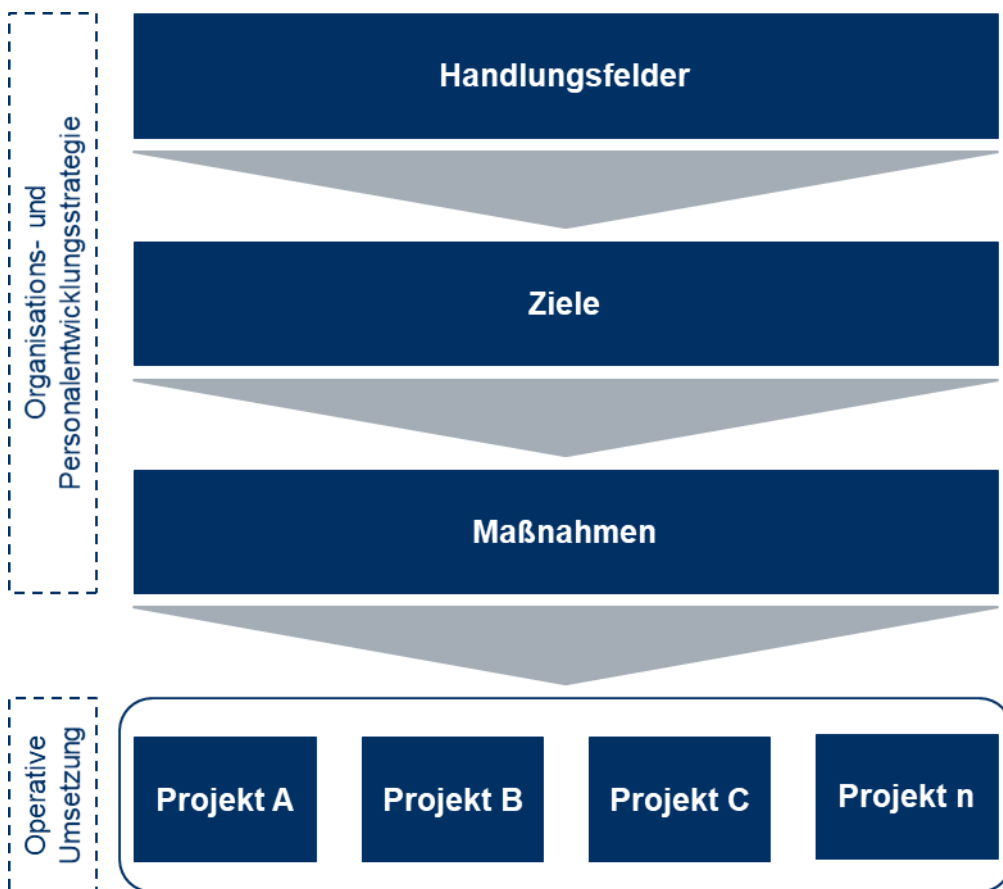 Organisations- und
Personalentwicklungsstrategie
Handlungsfelder
Ziele
Maßnahmen
Operative
Umsetzung
Projekt A
Projekt B
Projekt C
Projekt n